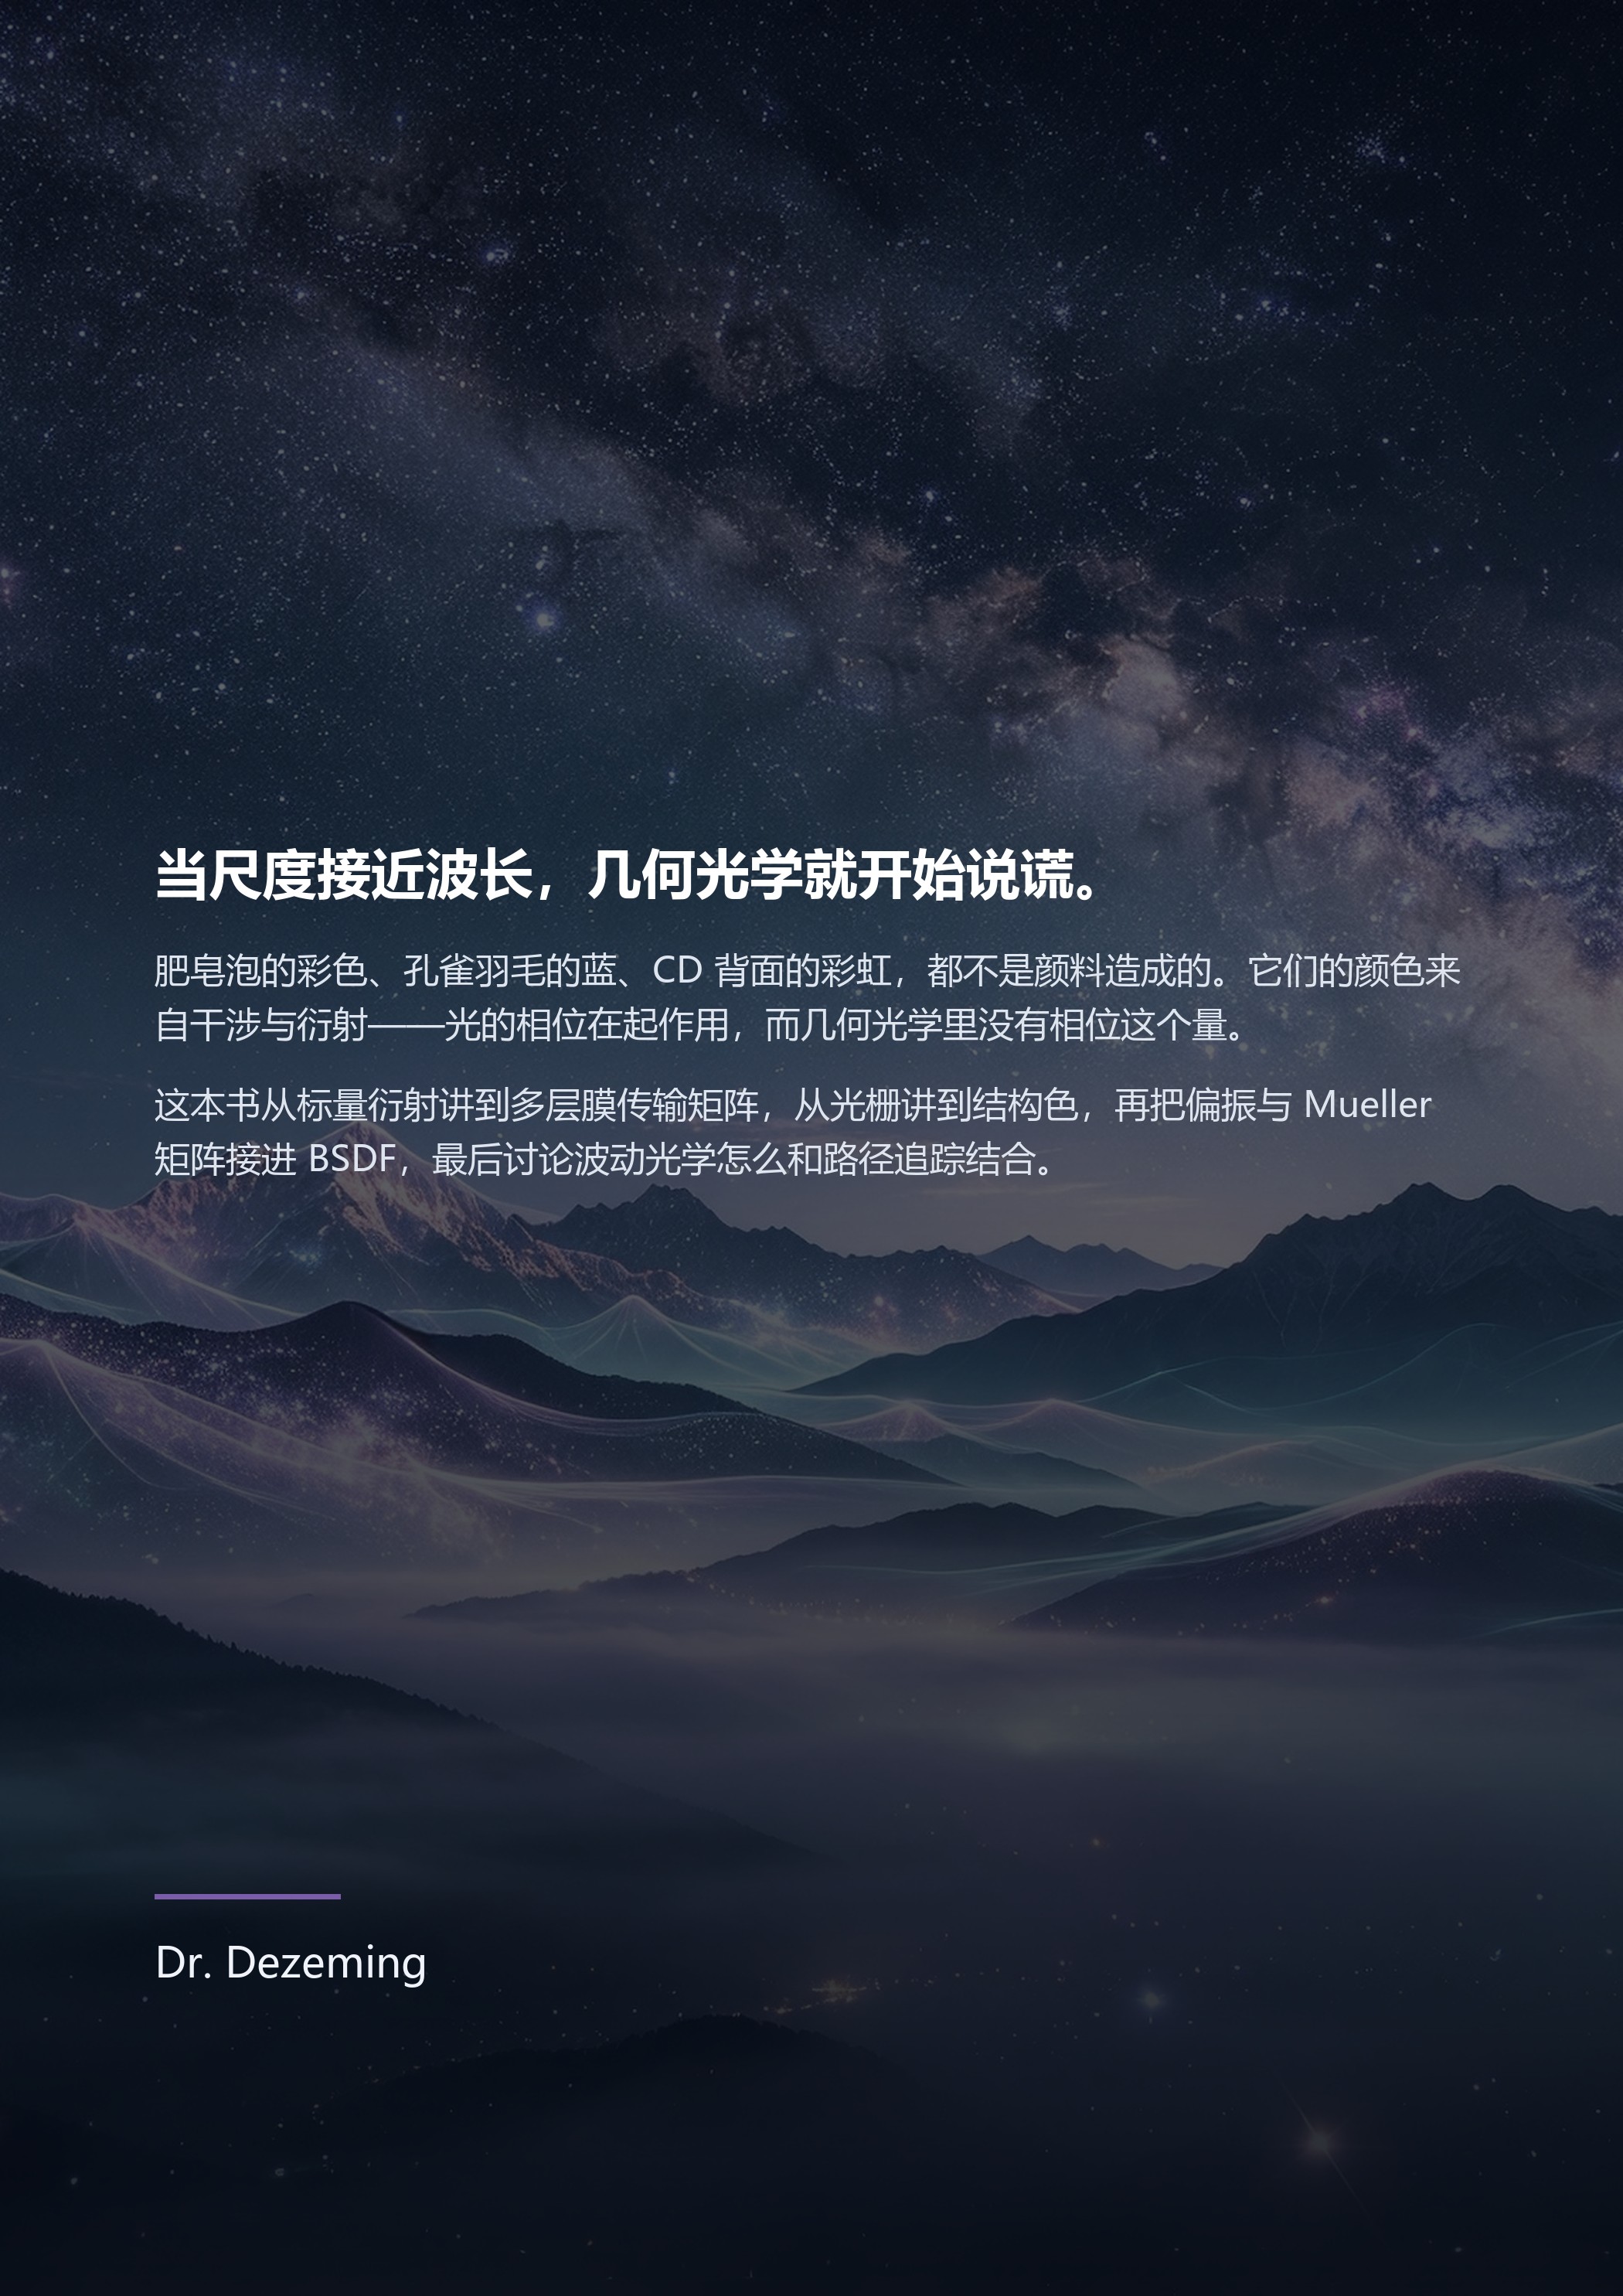 当尺度接近波长，几何光学就开始说谎。
肥皂泡的彩色、孔雀羽毛的蓝、CD 背面的彩虹，都不是颜料造成的。它们的颜色来
自干涉与衍射——光的相位在起作用，而几何光学里没有相位这个量。
这本书从标量衍射讲到多层膜传输矩阵，从光栅讲到结构色，再把偏振与 Mueller
矩阵接进 BSDF，最后讨论波动光学怎么和路径追踪结合。
Dr. Dezeming